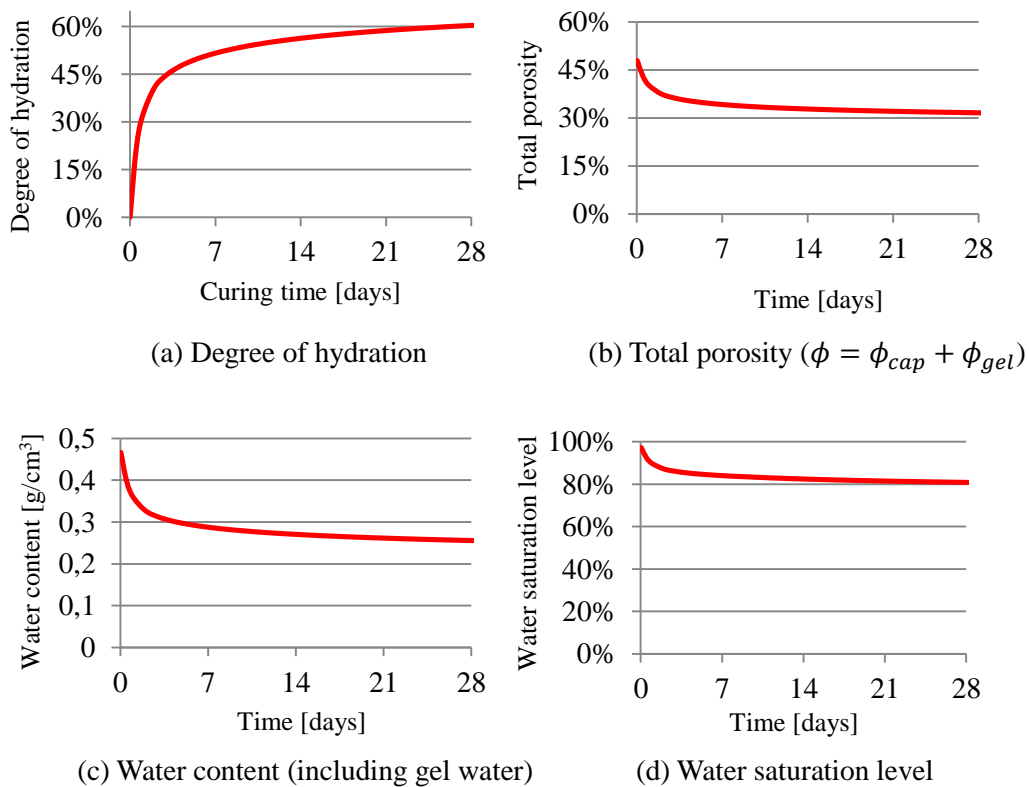 60%
45%
30%
15%
0%
Degree of hydration
0 7 14 21 28
Curing time [days]
(a) Degree of hydration
60%
45%
30%
15%
0%
Total porosity
0 7 14 21 28
Time [days]
(b) Total porosity (ϕ = ϕ_cap + ϕ_gel)
0,5
0,4
0,3
0,2
0,1
0
Water content [g/cm³]
0 7 14 21 28
Time [days]
(c) Water content (including gel water)
100%
80%
60%
40%
20%
0%
Water saturation level
0 7 14 21 28
Time [days]
(d) Water saturation level